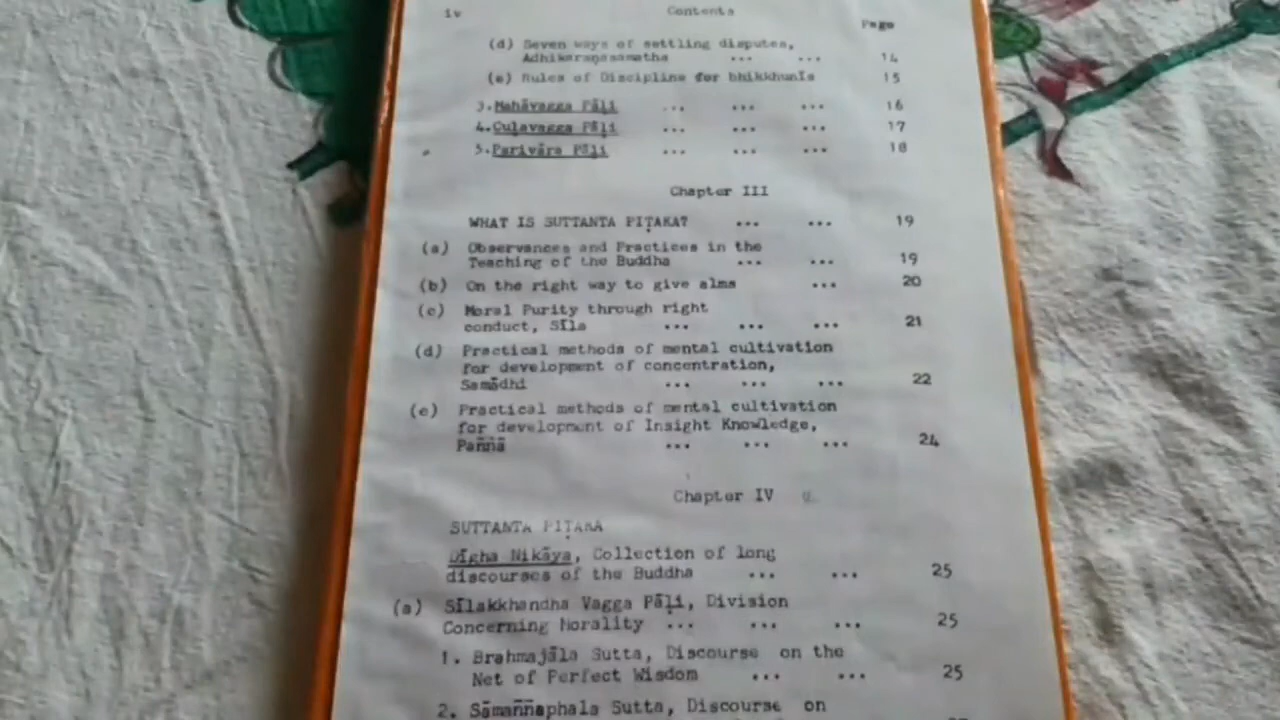 iv Contents
Page
(d) Seven ways of settling disputes,
Adhikaraṇasamatha ... ... 14
(e) Rules of Discipline for bhikkhunīs 15
3.Mahāvagga Pāḷi ... ... ... 16
4.Cuḷavagga Pāḷi ... ... ... 17
5.Parivāra Pāḷi ... ... ... 18
Chapter III
WHAT IS SUTTANTA PIṬAKA? ... ... 19
(a) Observances and Practices in the
Teaching of the Buddha ... ... 19
(b) On the right way to give alms ... 20
(c) Moral Purity through right
conduct, Sīla ... ... ... 21
(d) Practical methods of mental cultivation
for development of concentration,
Samādhi ... ... ... 22
(e) Practical methods of mental cultivation
for development of Insight Knowledge,
Paññā ... ... ... 24
Chapter IV
SUTTANTA PIṬAKA
Dīgha Nikāya, Collection of long
discourses of the Buddha ... ... 25
(a) Sīlakkhandha Vagga Pāḷi, Division
Concerning Morality ... ... ... 25
1. Brahmajāla Sutta, Discourse on the
Net of Perfect Wisdom ... ... 25
2. Sāmaññaphala Sutta, Discourse on